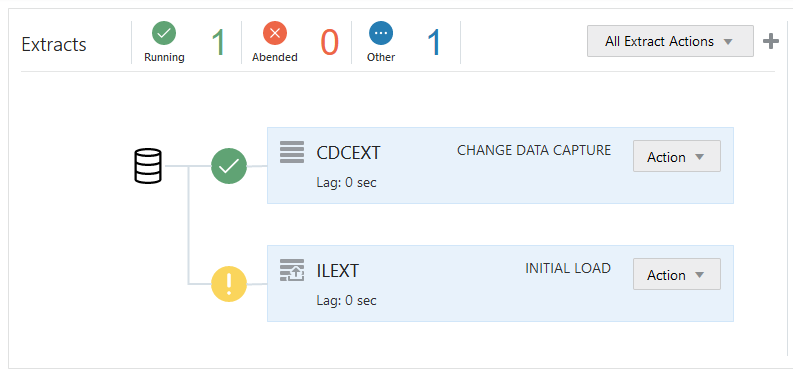 Extracts
Running 1
Abended 0
Other 1
All Extract Actions
CDCEXT
CHANGE DATA CAPTURE
Action
Lag: 0 sec
ILEXT
INITIAL LOAD
Action
Lag: 0 sec